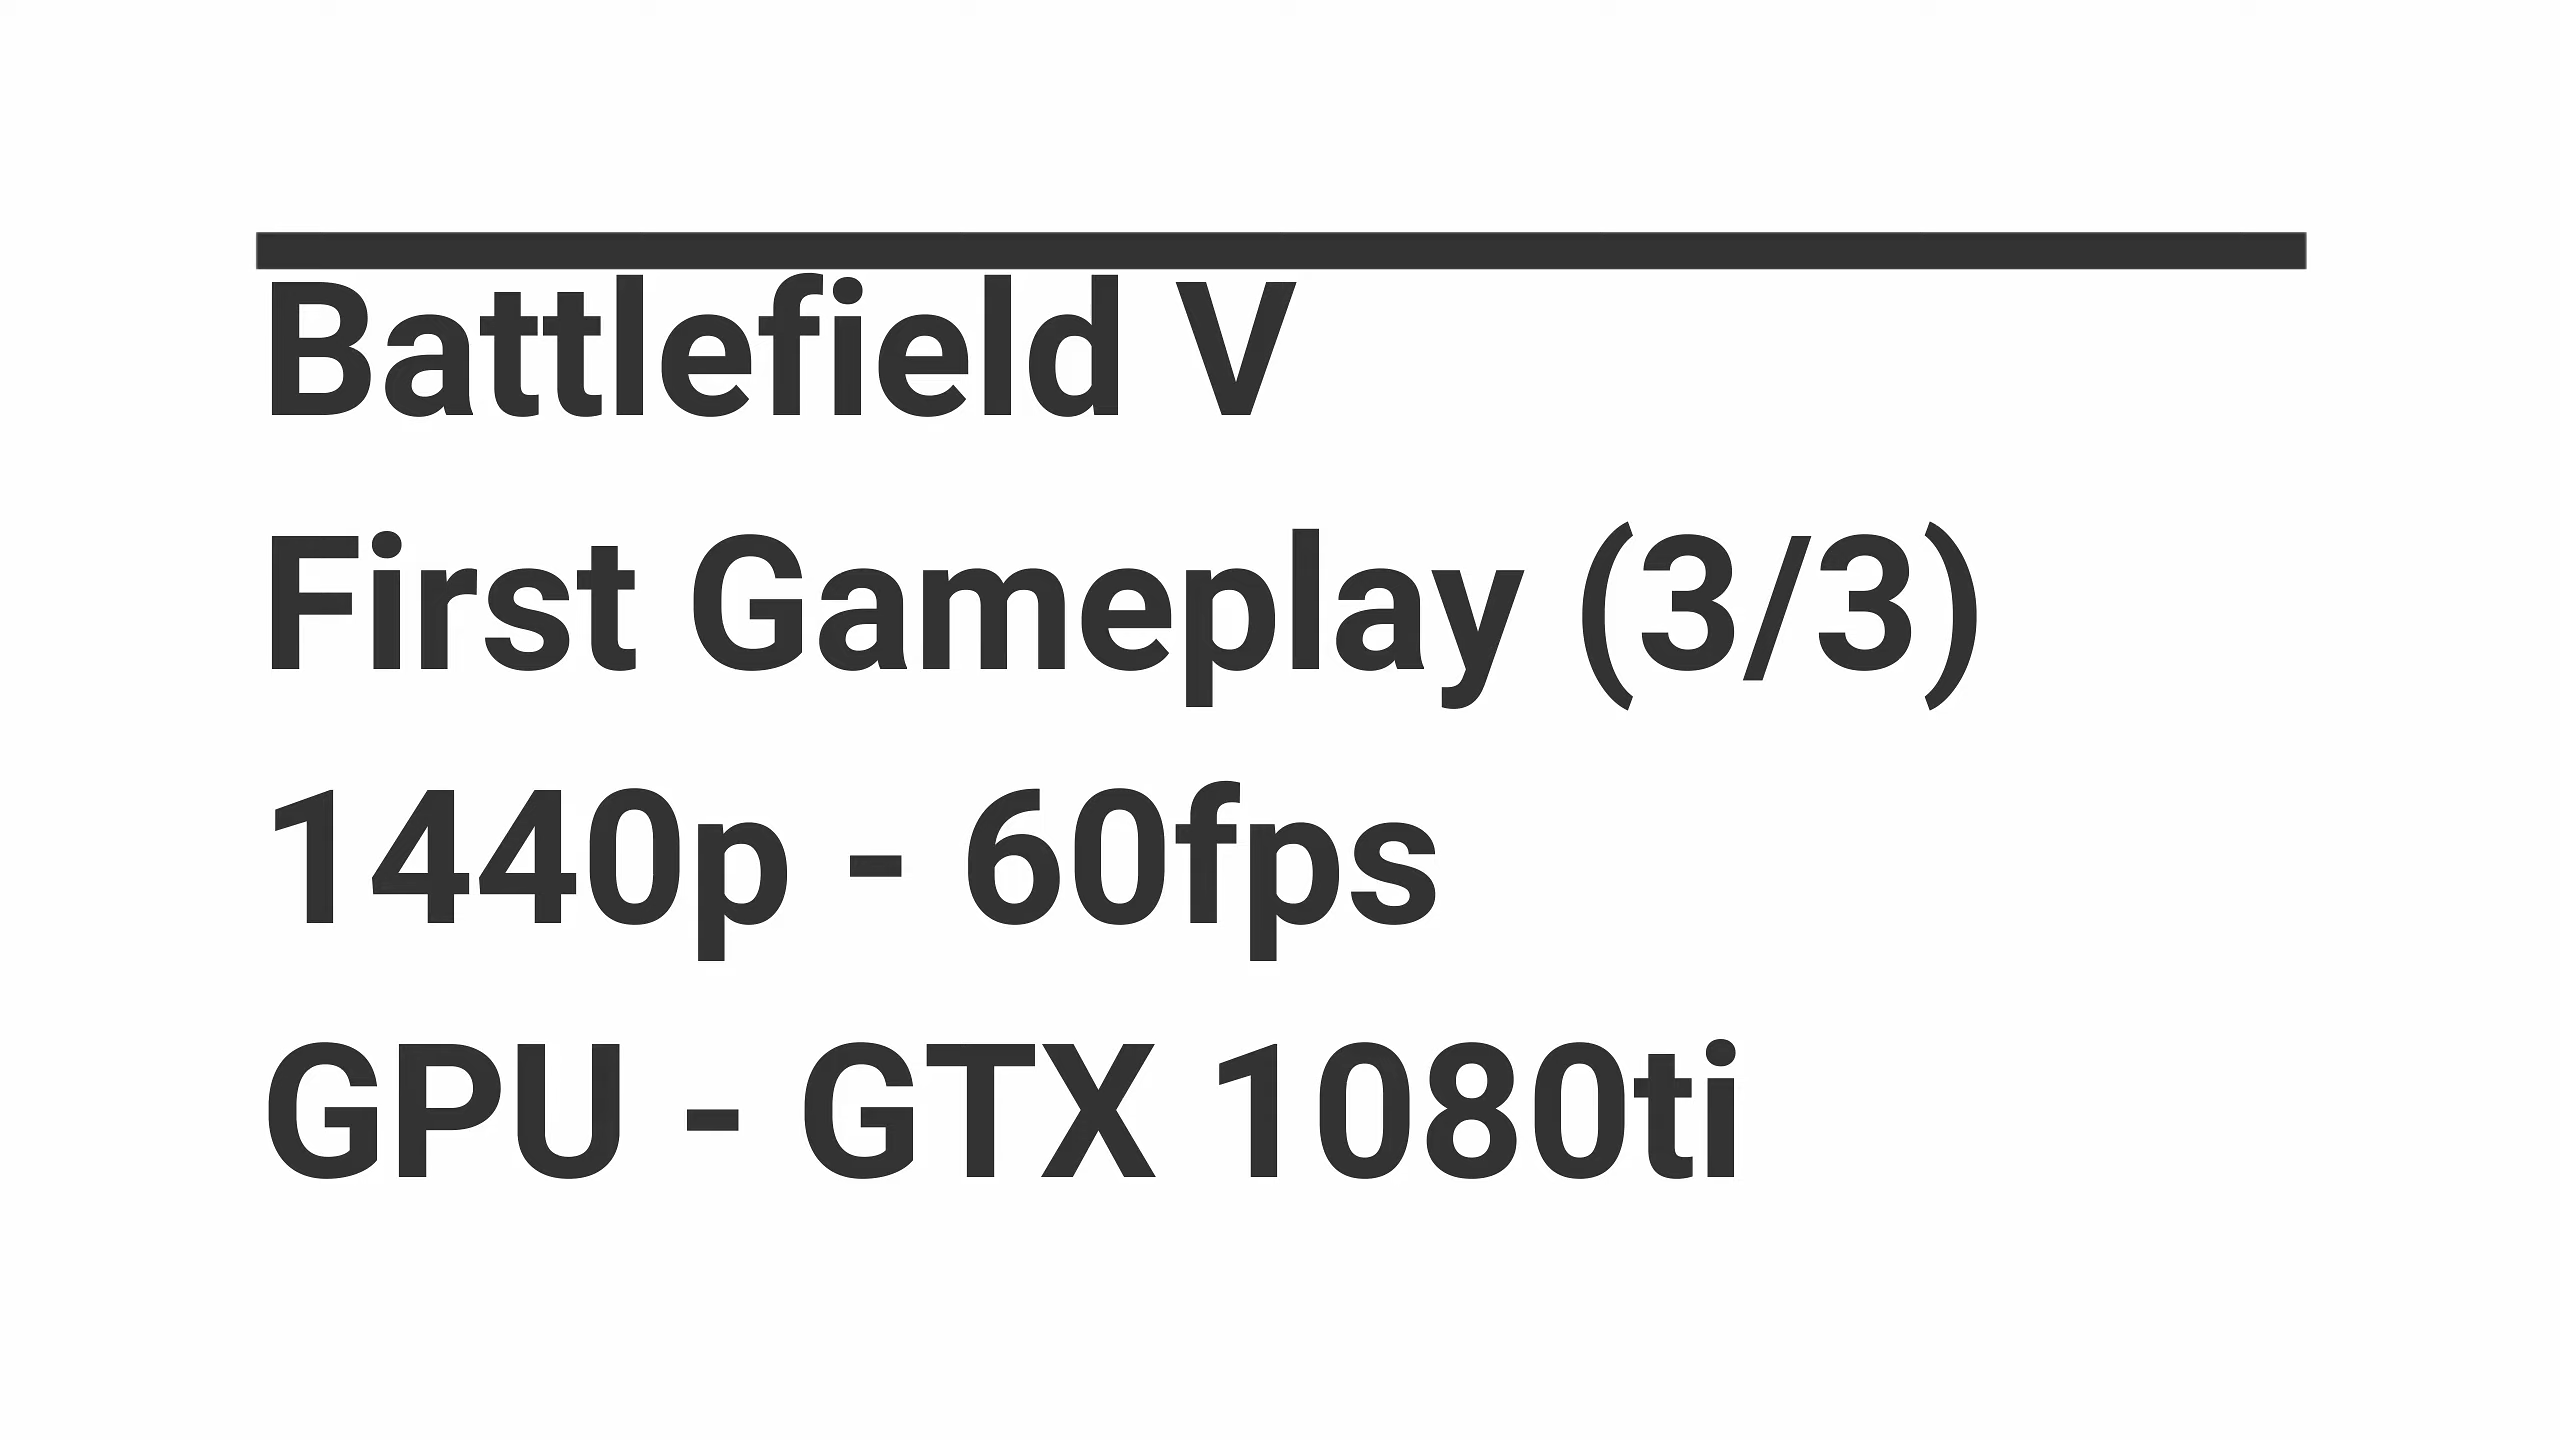 Battlefield V
First Gameplay (3/3)
1440p - 60fps
GPU - GTX 1080ti